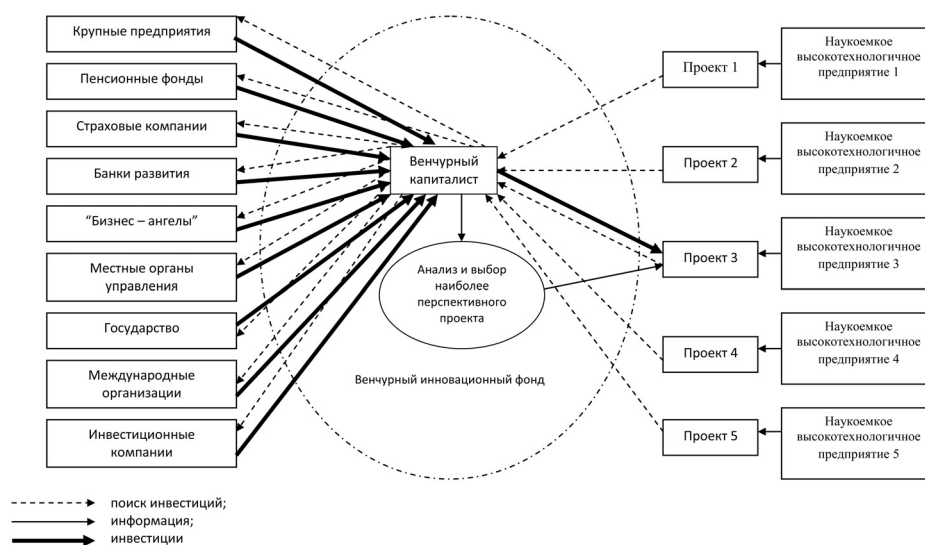 Крупные предприятия
Пенсионные фонды
Страховые компании
Банки развития
“Бизнес – ангелы”
Местные органы
управления
Государство
Международные
организации
Инвестиционные
компании
Венчурный
капиталист
Анализ и выбор
наиболее
перспективного
проекта
Венчурный инновационный фонд
Проект 1
Проект 2
Проект 3
Проект 4
Проект 5
Наукоемкое
высокотехнологичное
предприятие 1
Наукоемкое
высокотехнологичное
предприятие 2
Наукоемкое
высокотехнологичное
предприятие 3
Наукоемкое
высокотехнологичное
предприятие 4
Наукоемкое
высокотехнологичное
предприятие 5
поиск инвестиций;
информация;
инвестиции